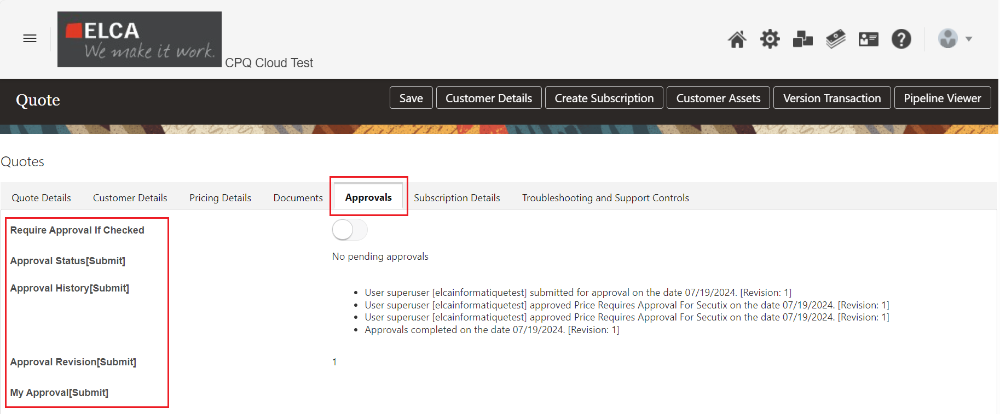 ELCA
We make it work.
CPQ Cloud Test
?
Quote
Save
Customer Details
Create Subscription
Customer Assets
Version Transaction
Pipeline Viewer
Quotes
Quote Details
Customer Details
Pricing Details
Documents
Approvals
Subscription Details
Troubleshooting and Support Controls
Require Approval If Checked
Approval Status[Submit]
No pending approvals
Approval History[Submit]
• User superuser [elcainformatiquetest] submitted for approval on the date 07/19/2024. [Revision: 1]
• User superuser [elcainformatiquetest] approved Price Requires Approval For Secutix on the date 07/19/2024. [Revision: 1]
• User superuser [elcainformatiquetest] approved Price Requires Approval For Secutix on the date 07/19/2024. [Revision: 1]
• Approvals completed on the date 07/19/2024. [Revision: 1]
Approval Revision[Submit]
1
My Approval[Submit]